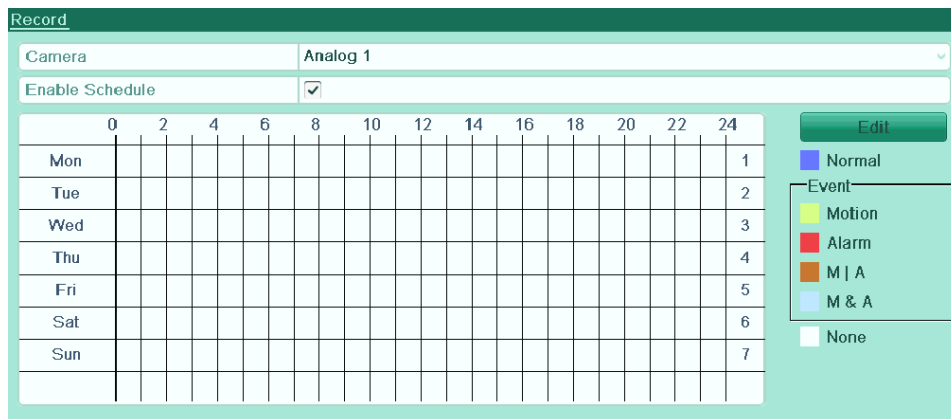 Record
Camera Analog 1
Enable Schedule
0 2 4 6 8 10 12 14 16 18 20 22 24
Edit
Mon 1
Normal
Event
Tue 2
Motion
Wed 3
Alarm
Thu 4
M | A
Fri 5
M & A
Sat 6
None
Sun 7